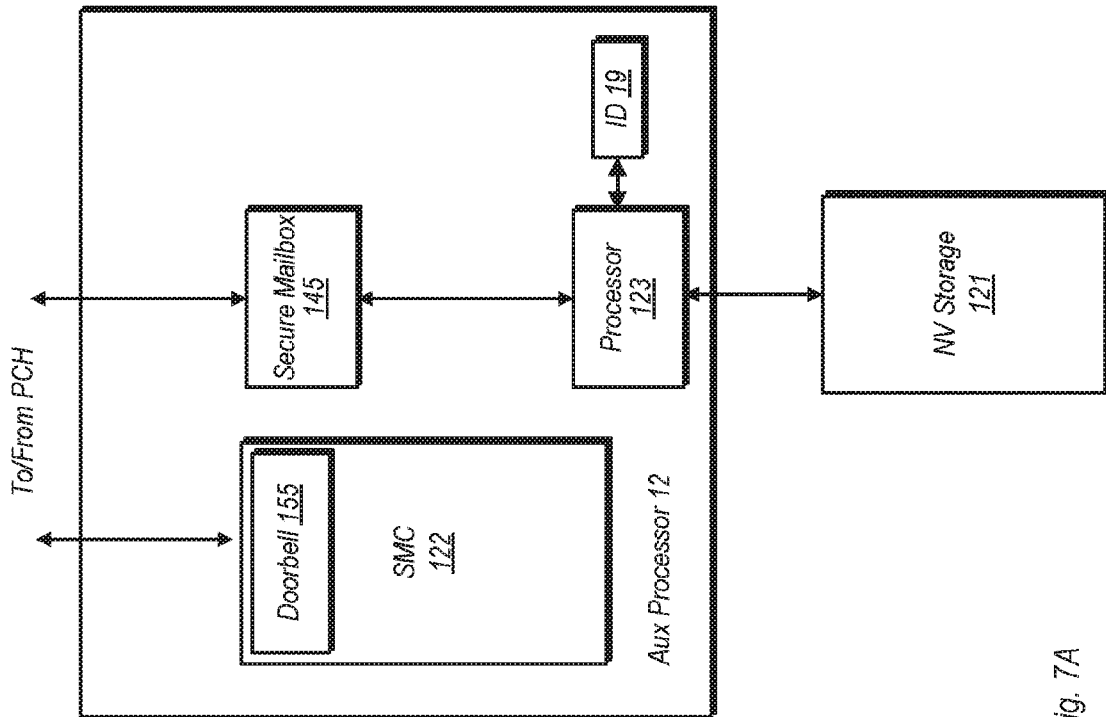 To/From PCH
Doorbell 155
SMC
122
Aux Processor 12
Secure Mailbox
145
Processor
123
ID 19
NV Storage
121
ig. 7A